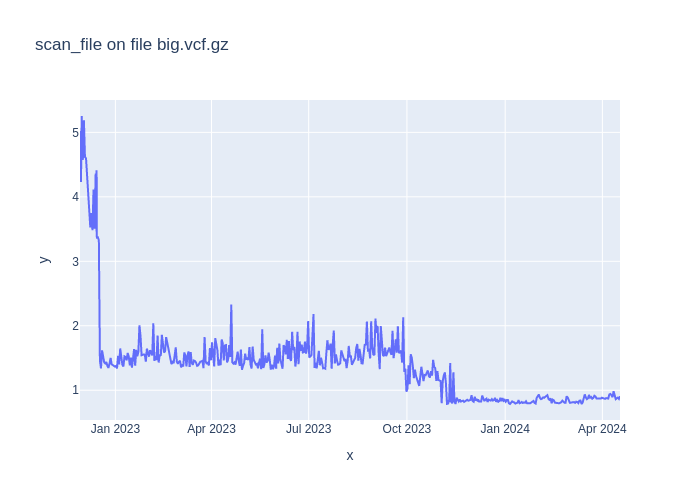 scan_file on file big.vcf.gz
5
4
3
2
1
y
Jan 2023
Apr 2023
Jul 2023
Oct 2023
Jan 2024
Apr 2024
x